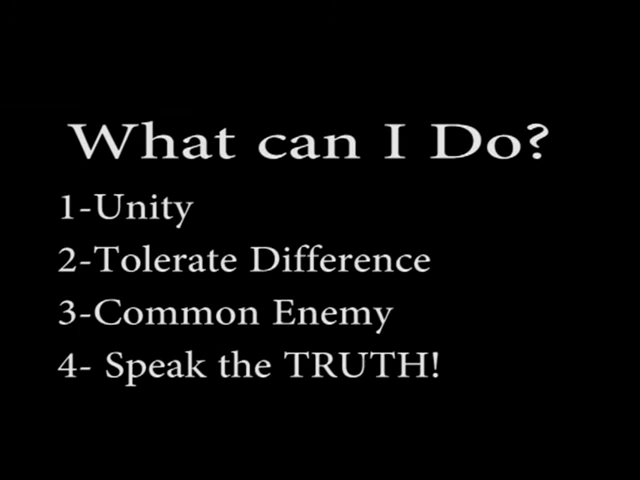 What can I Do?
1-Unity
2-Tolerate Difference
3-Common Enemy
4- Speak the TRUTH!